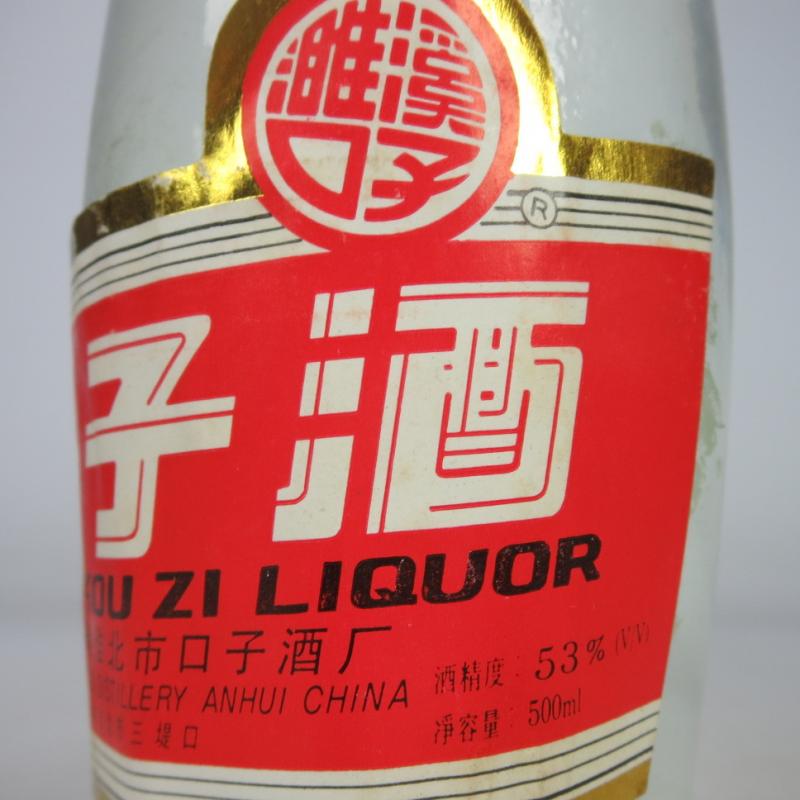 濉溪
口子
®
子酒
KOU ZI LIQUOR
淮北市口子酒厂
DISTILLERY ANHUI CHINA
酒精度：53%(V/V)
三堤口
淨容量：500ml